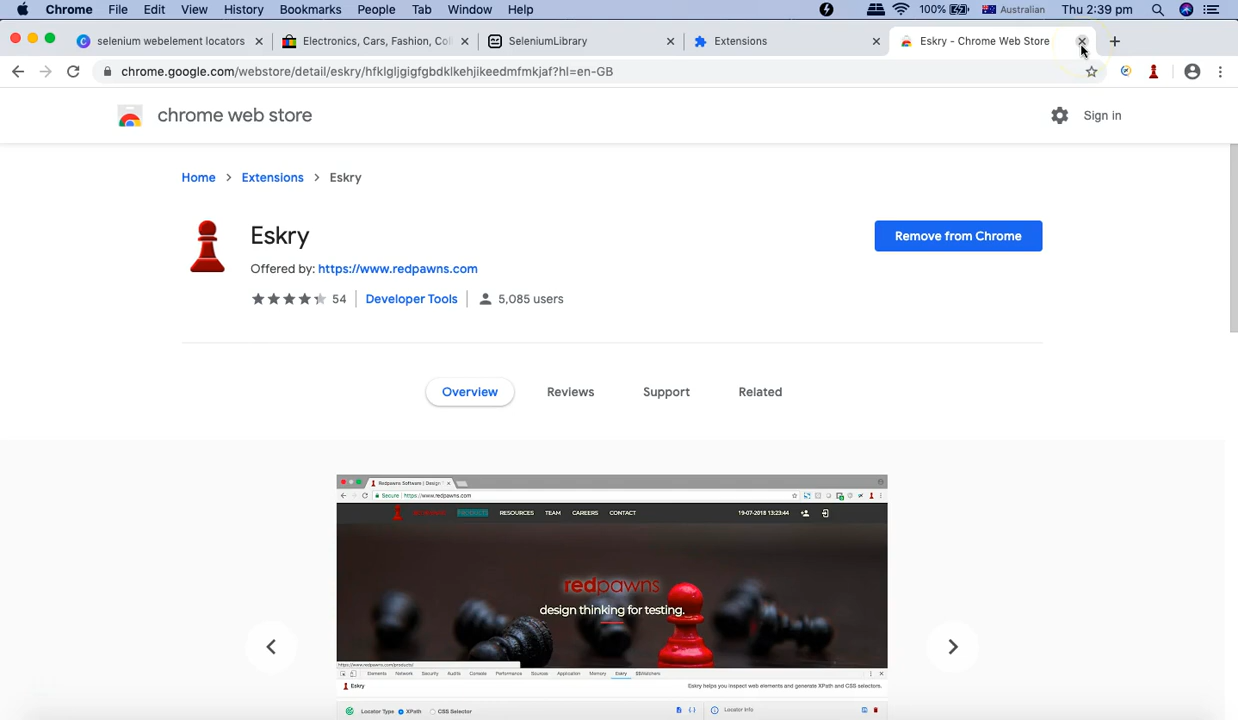 Chrome File Edit View History Bookmarks People Tab Window Help 100% Australian Thu 2:39 pm
selenium webelement locators Electronics, Cars, Fashion, Col SeleniumLibrary Extensions Eskry - Chrome Web Store
chrome.google.com/webstore/detail/eskry/hfklgljgigfgbdklkehjikeedmfmkjaf?hl=en-GB
chrome web store Sign in
Home > Extensions > Eskry
Eskry
Remove from Chrome
Offered by: https://www.redpawns.com
54 Developer Tools 5,085 users
Overview Reviews Support Related
Redpawns Software | Design T
Secure https://www.redpawns.com
PRODUCTS RESOURCES TEAM CAREERS CONTACT 19-07-2018 13:23:44
redpawns
design thinking for testing.
https://www.redpawns.com/products/
Elements Network Security Audits Console Performance Sources Application Memory Eskry
Eskry Eskry helps you inspect web elements and generate XPath and CSS selectors.
Locator Type XPath CSS Selector Locator Info